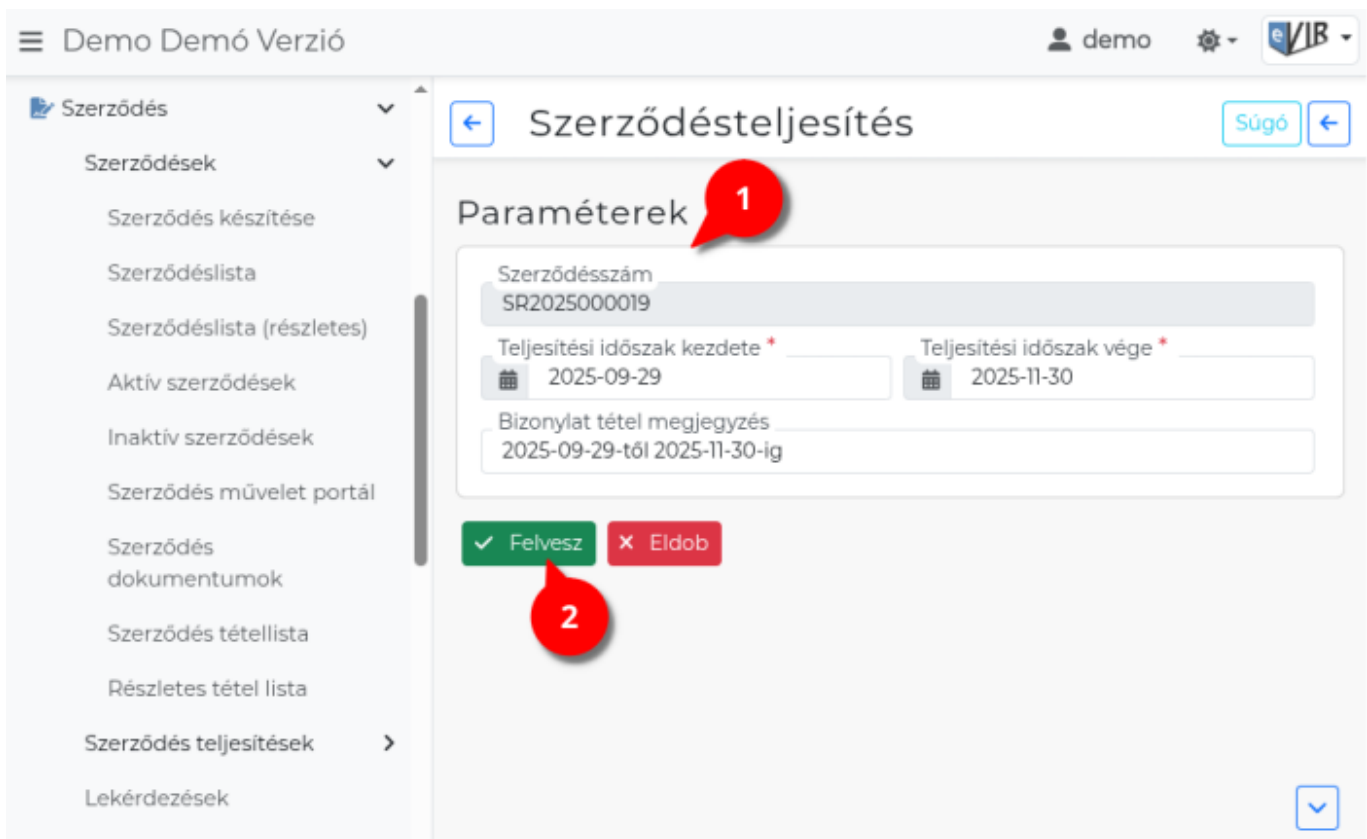 Demo Demó Verzió
demo
eVIR
Szerződés
Szerződések
Szerződés készítése
Szerződéslista
Szerződéslista (részletes)
Aktív szerződések
Inaktív szerződések
Szerződés művelet portál
Szerződés
dokumentumok
Szerződés tétellista
Részletes tétel lista
Szerződés teljesítések
Lekérdezések
Szerződésteljesítés
Súgó
1
Paraméterek
Szerződésszám
SR2025000019
Teljesítési időszak kezdete *
2025-09-29
Teljesítési időszak vége *
2025-11-30
Bizonylat tétel megjegyzés
2025-09-29-től 2025-11-30-ig
Felvesz
Eldob
2